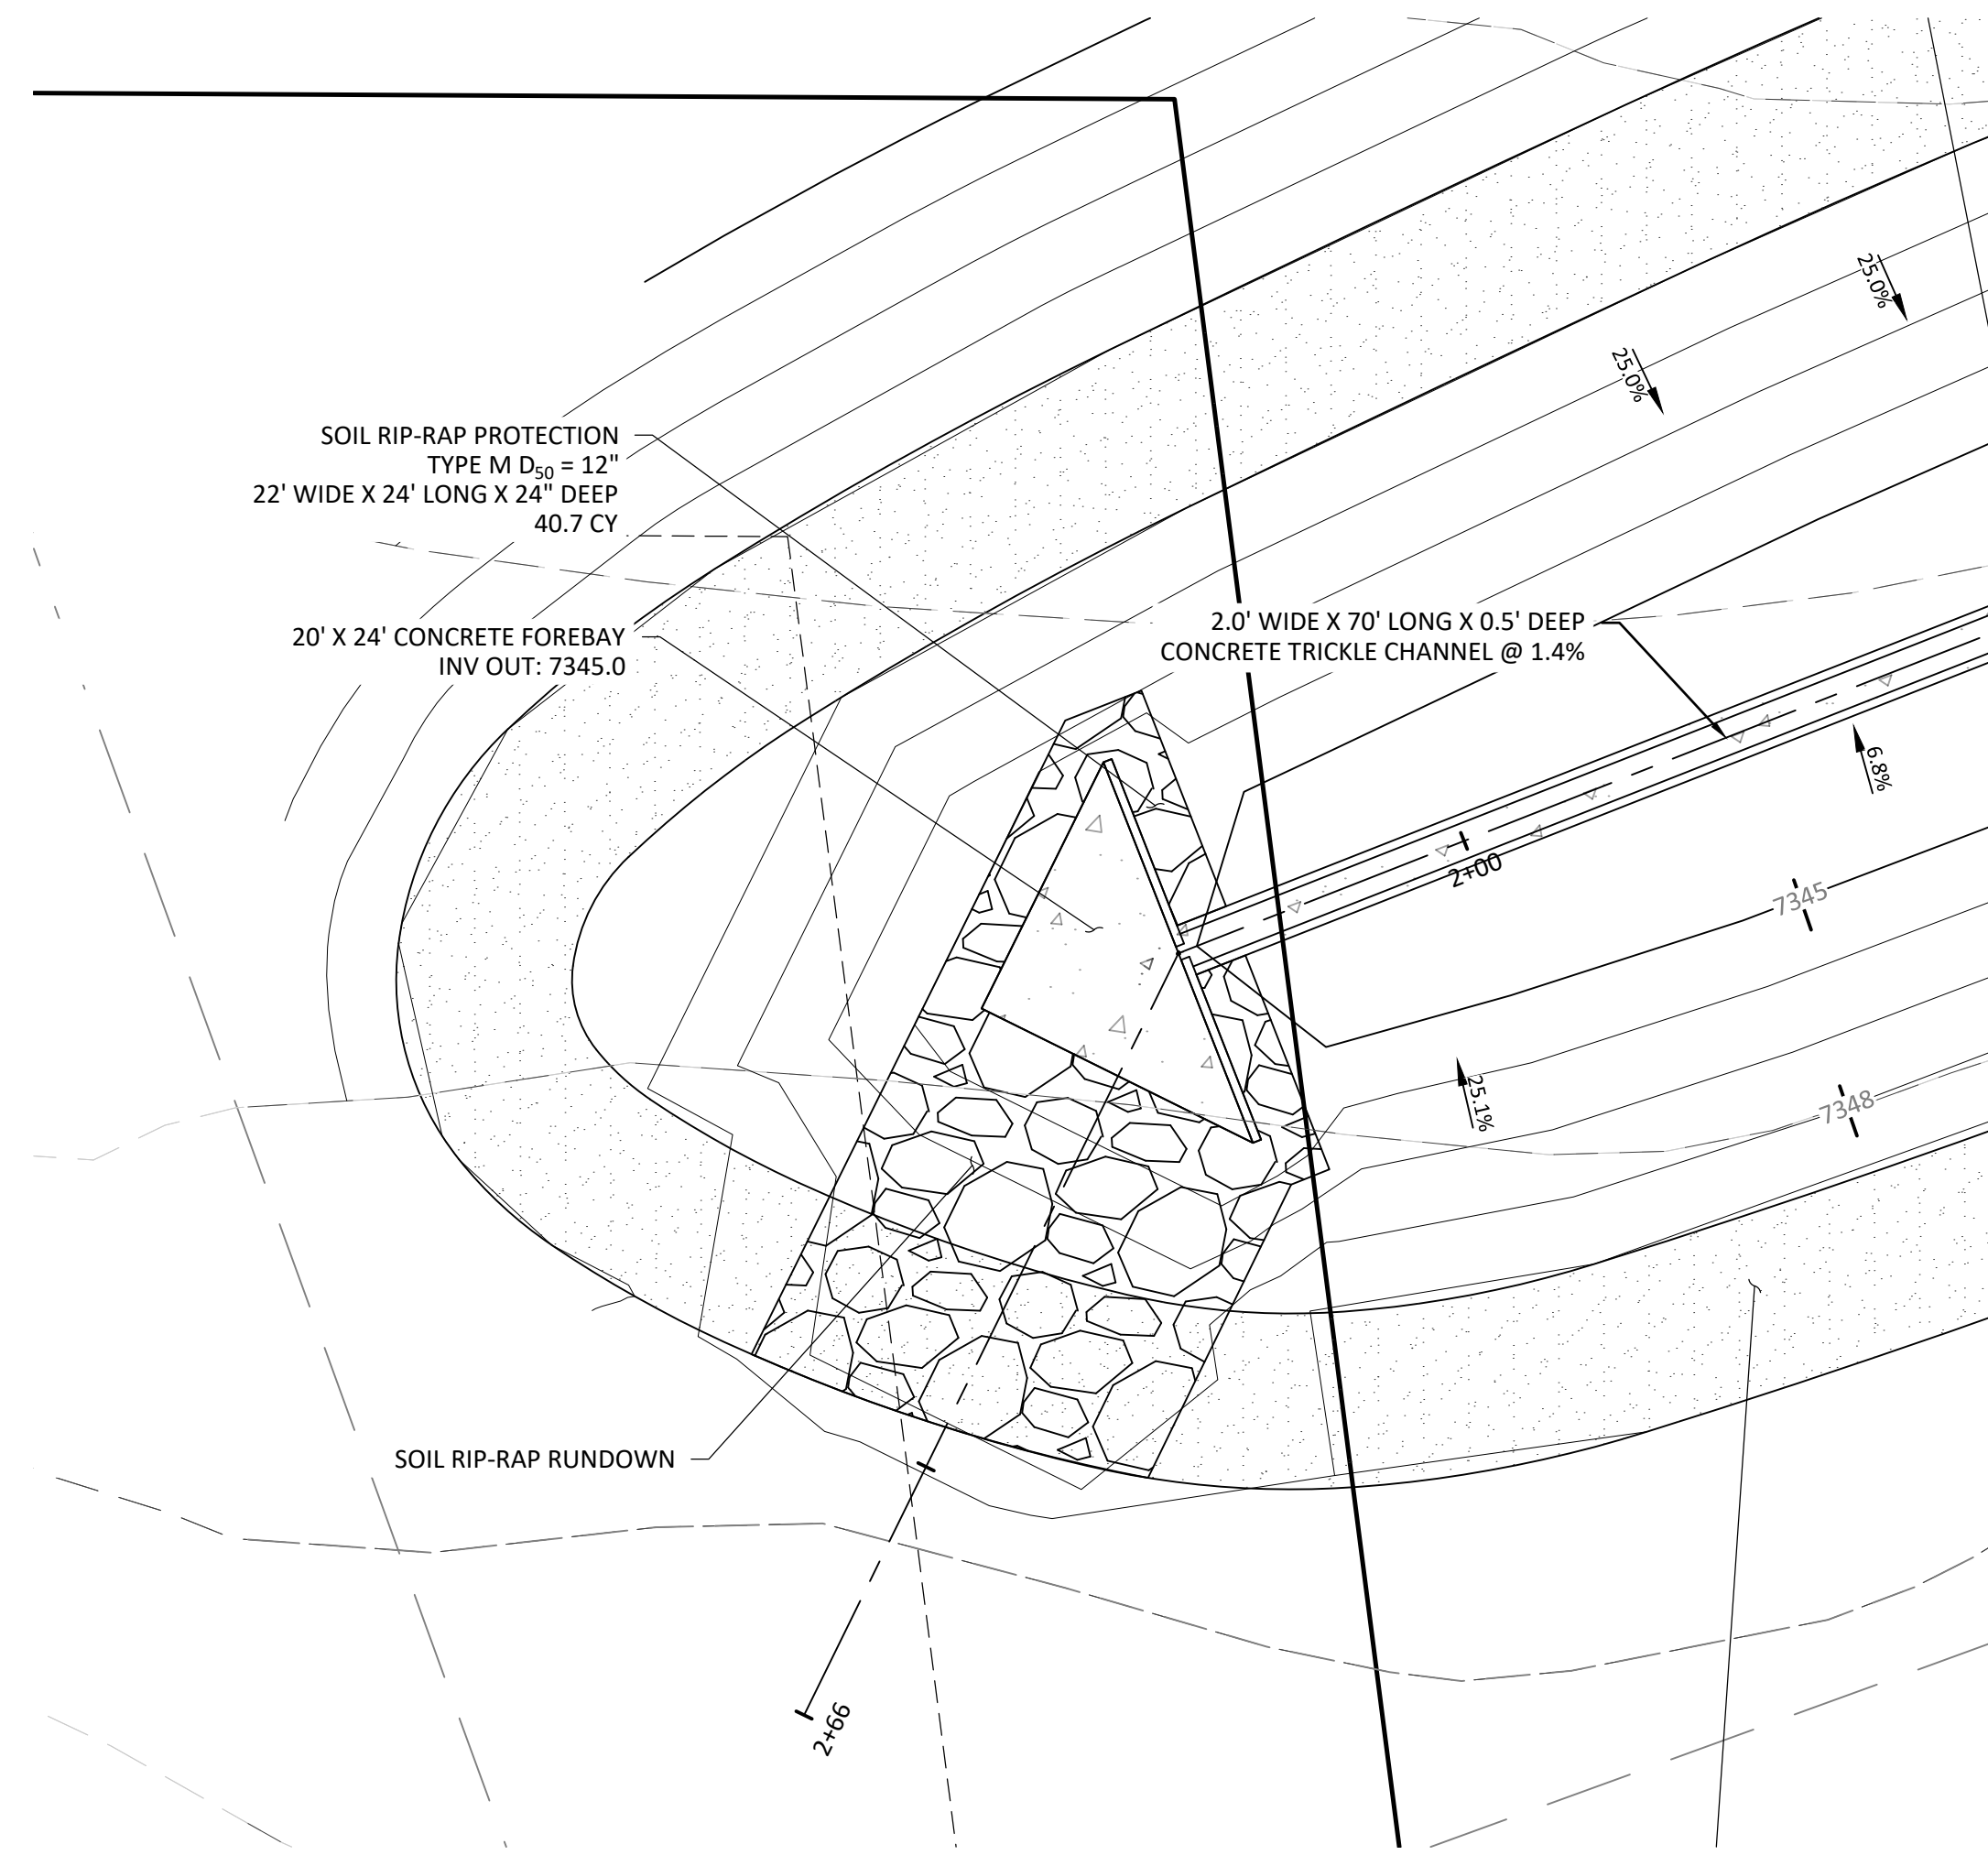 25.0%
25.0%
SOIL RIP-RAP PROTECTION
TYPE M D₅₀ = 12"
22' WIDE X 24' LONG X 24" DEEP
40.7 CY
20' X 24' CONCRETE FOREBAY
INV OUT: 7345.0
2.0' WIDE X 70' LONG X 0.5' DEEP
CONCRETE TRICKLE CHANNEL @ 1.4%
6.8%
2+00
7345
25.1%
7348
SOIL RIP-RAP RUNDOWN
2+66